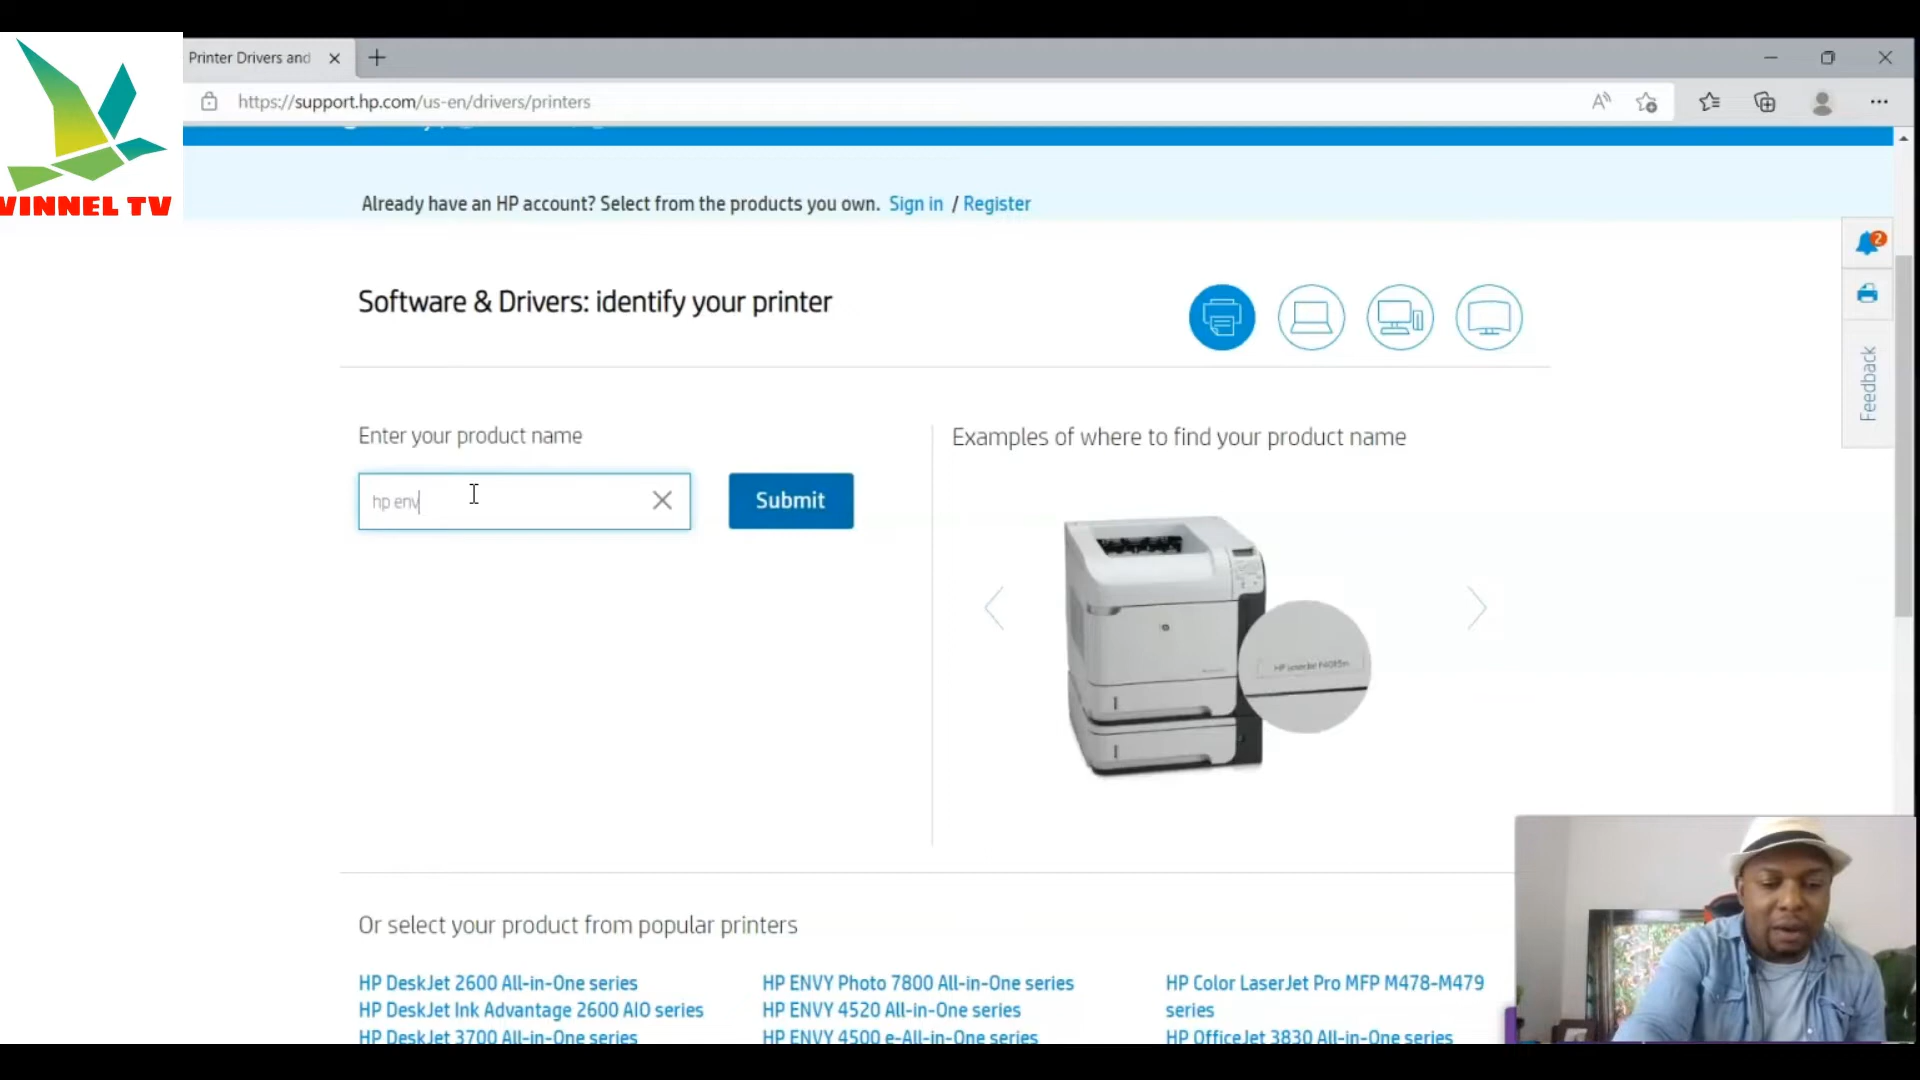 VINNEL TV
Printer Drivers and
https://support.hp.com/us-en/drivers/printers
Already have an HP account? Select from the products you own. Sign in / Register
2
Feedback
Software & Drivers: identify your printer
Enter your product name
hp env
Submit
Examples of where to find your product name
HP LaserJet
Or select your product from popular printers
HP DeskJet 2600 All-in-One series
HP DeskJet Ink Advantage 2600 AIO series
HP DeskJet 3700 All-in-One series
HP ENVY Photo 7800 All-in-One series
HP ENVY 4520 All-in-One series
HP ENVY 4500 e-All-in-One series
HP Color LaserJet Pro MFP M478-M479
series
HP OfficeJet 3830 All-in-One series